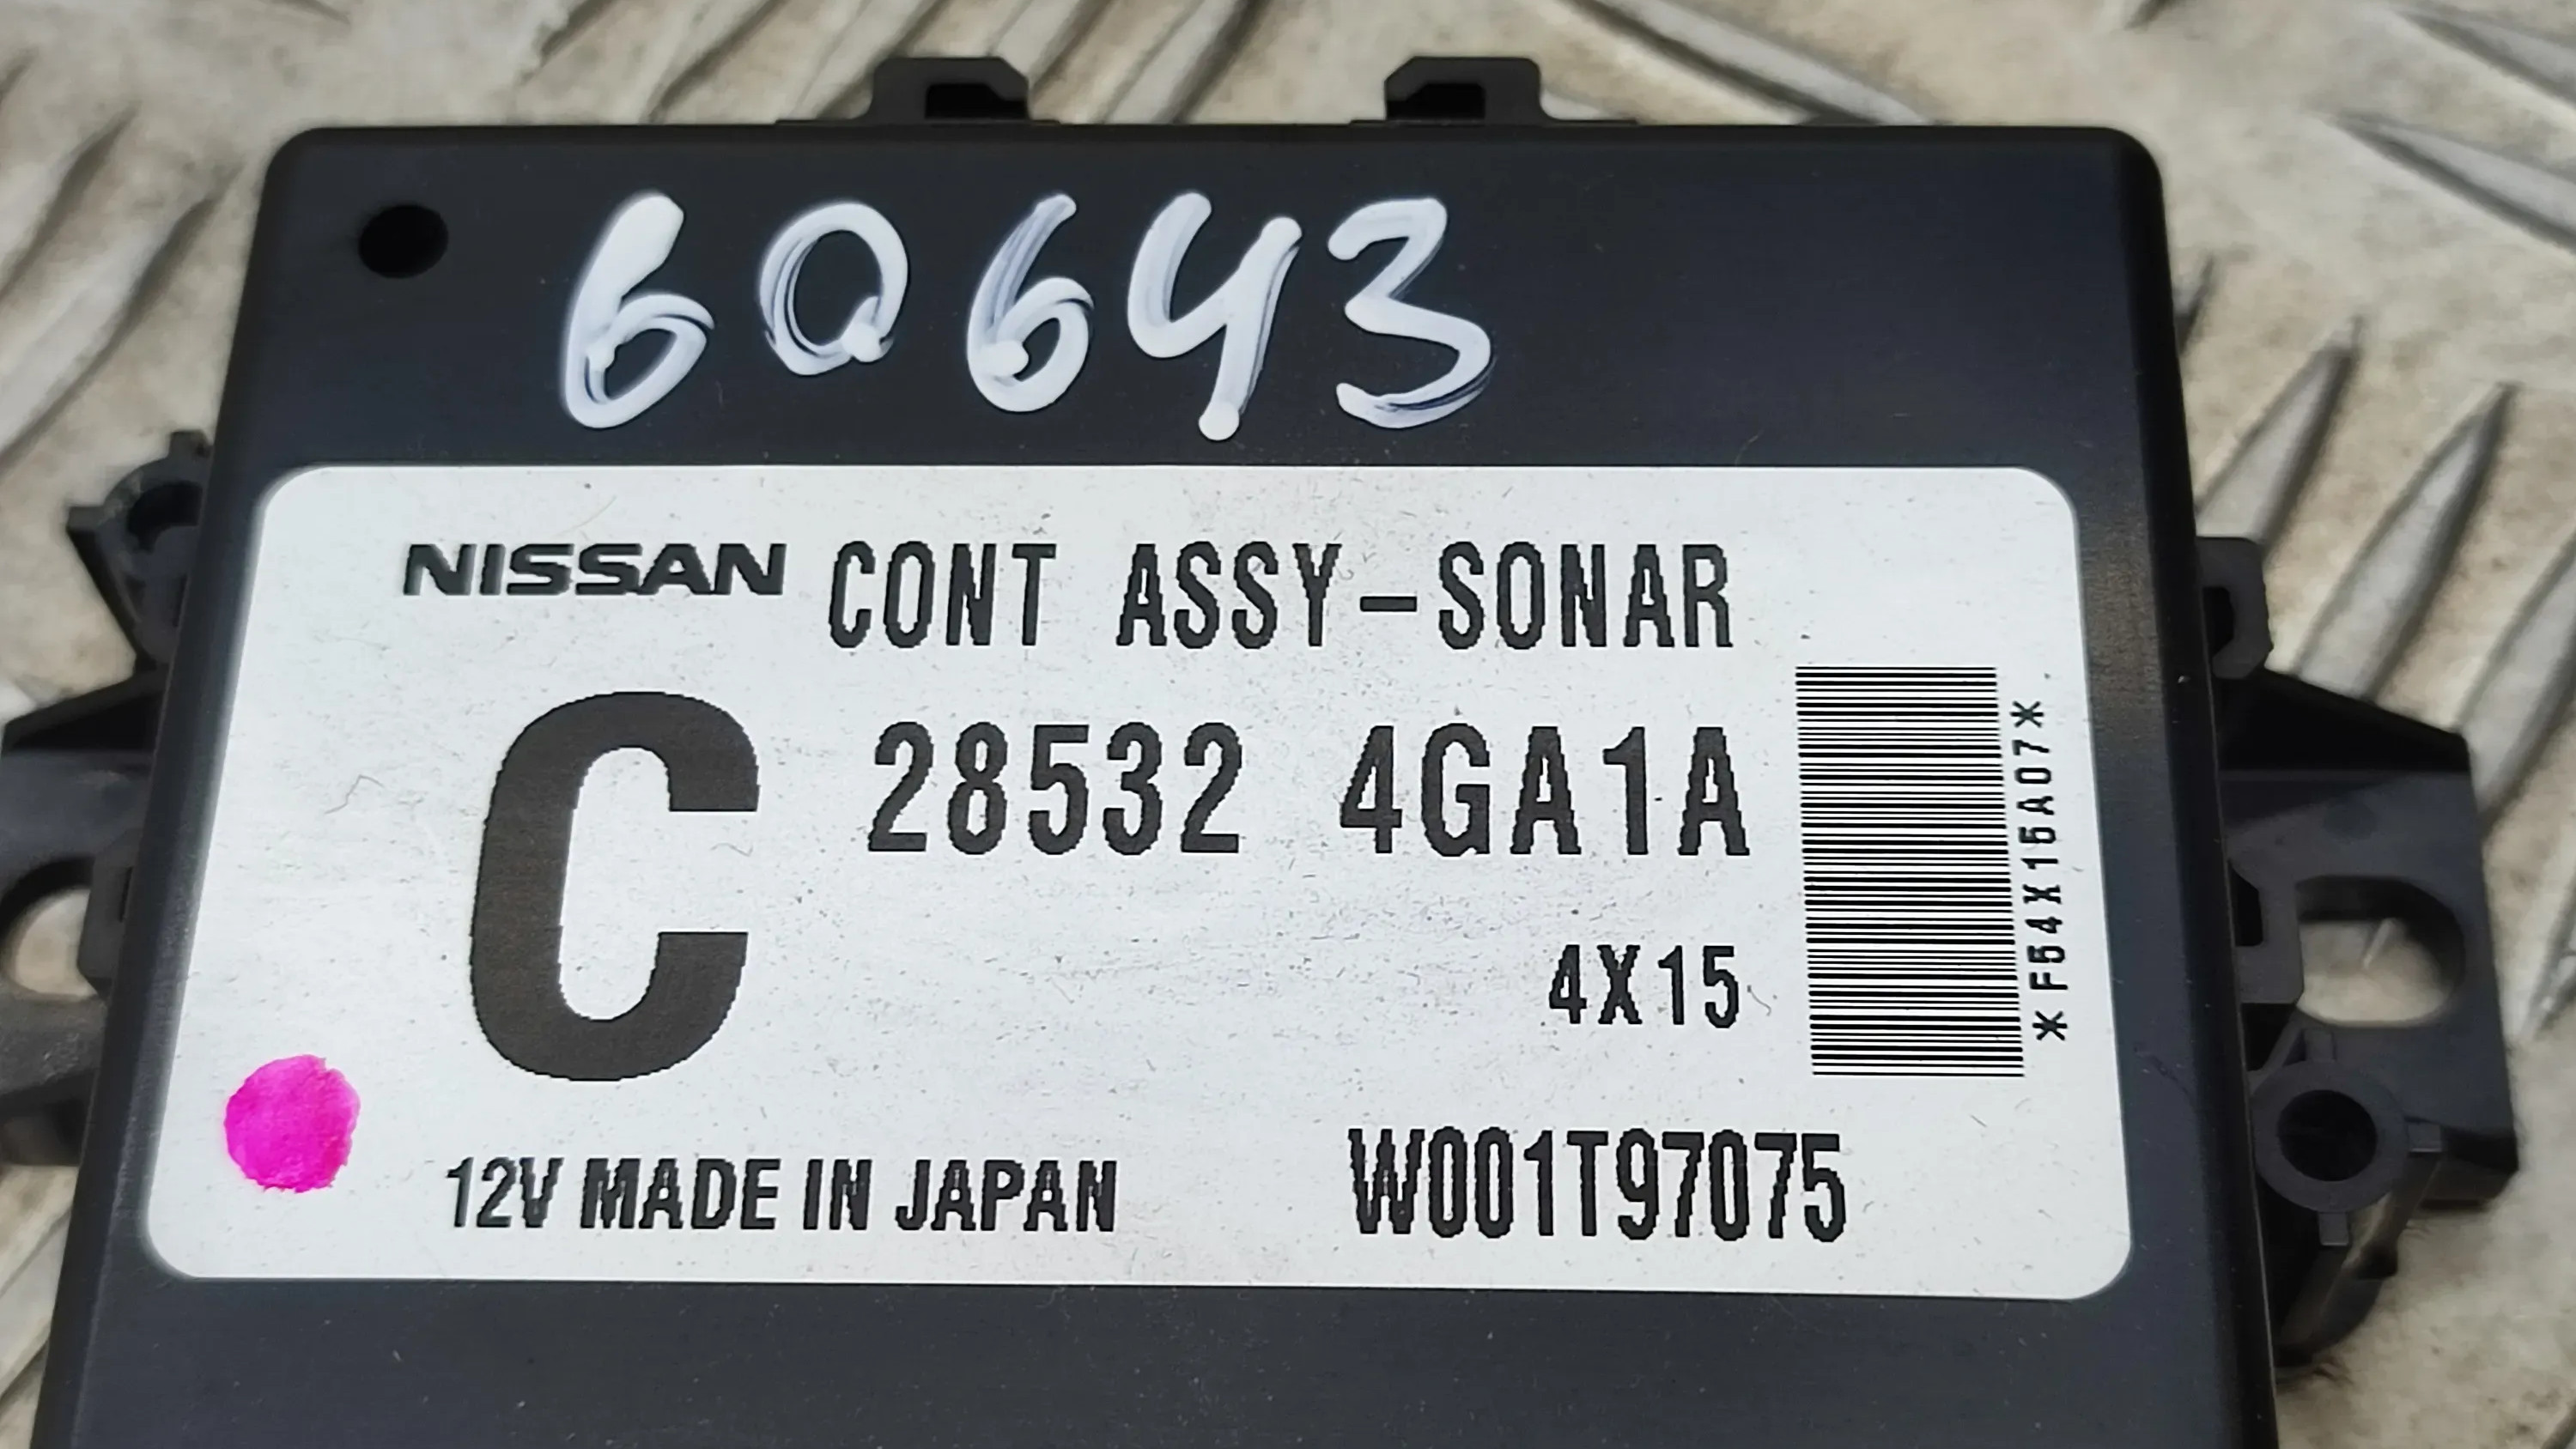 60643
NISSAN CONT ASSY-SONAR
C
28532 4GA1A
4X15
*F54X15A07*
12V MADE IN JAPAN
W001T97075